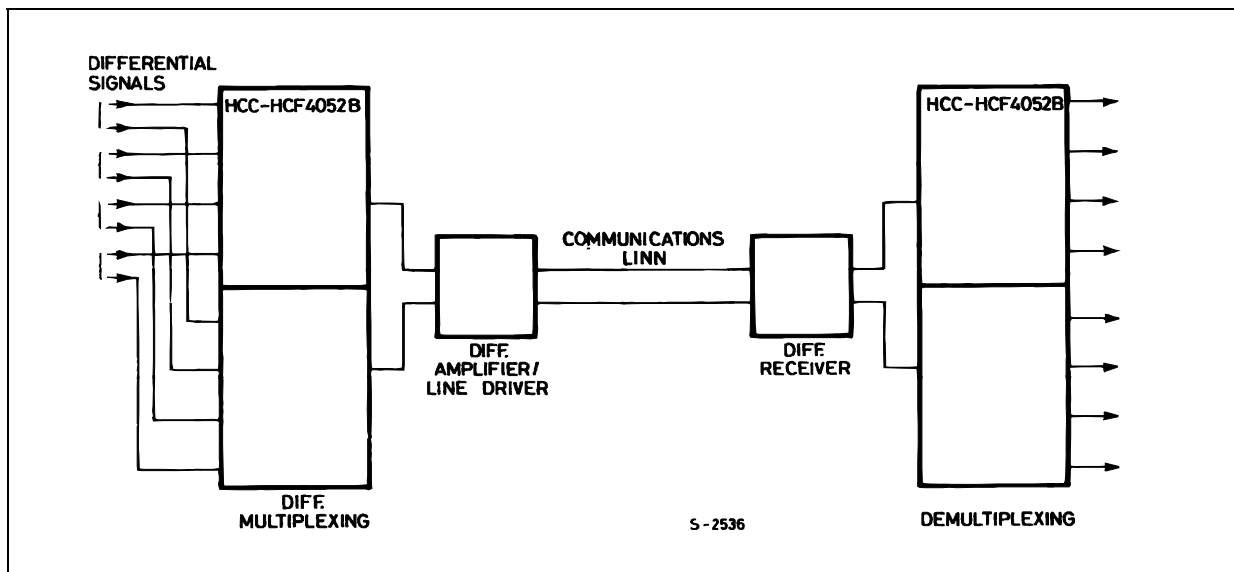 DIFFERENTIAL
SIGNALS
HCC-HCF4052B
HCC-HCF4052B
COMMUNICATIONS
LINN
DIFF.
AMPLIFIER/
LINE DRIVER
DIFF.
RECEIVER
DIFF.
MULTIPLEXING
S-2536
DEMULTIPLEXING